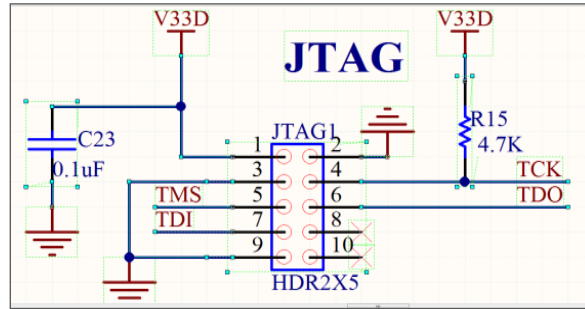 V33D
V33D
JTAG
C23
0.1uF
JTAG1
R15
4.7K
1
2
3
4
TCK
TMS
5
6
TDO
TDI
7
8
9
10
HDR2X5